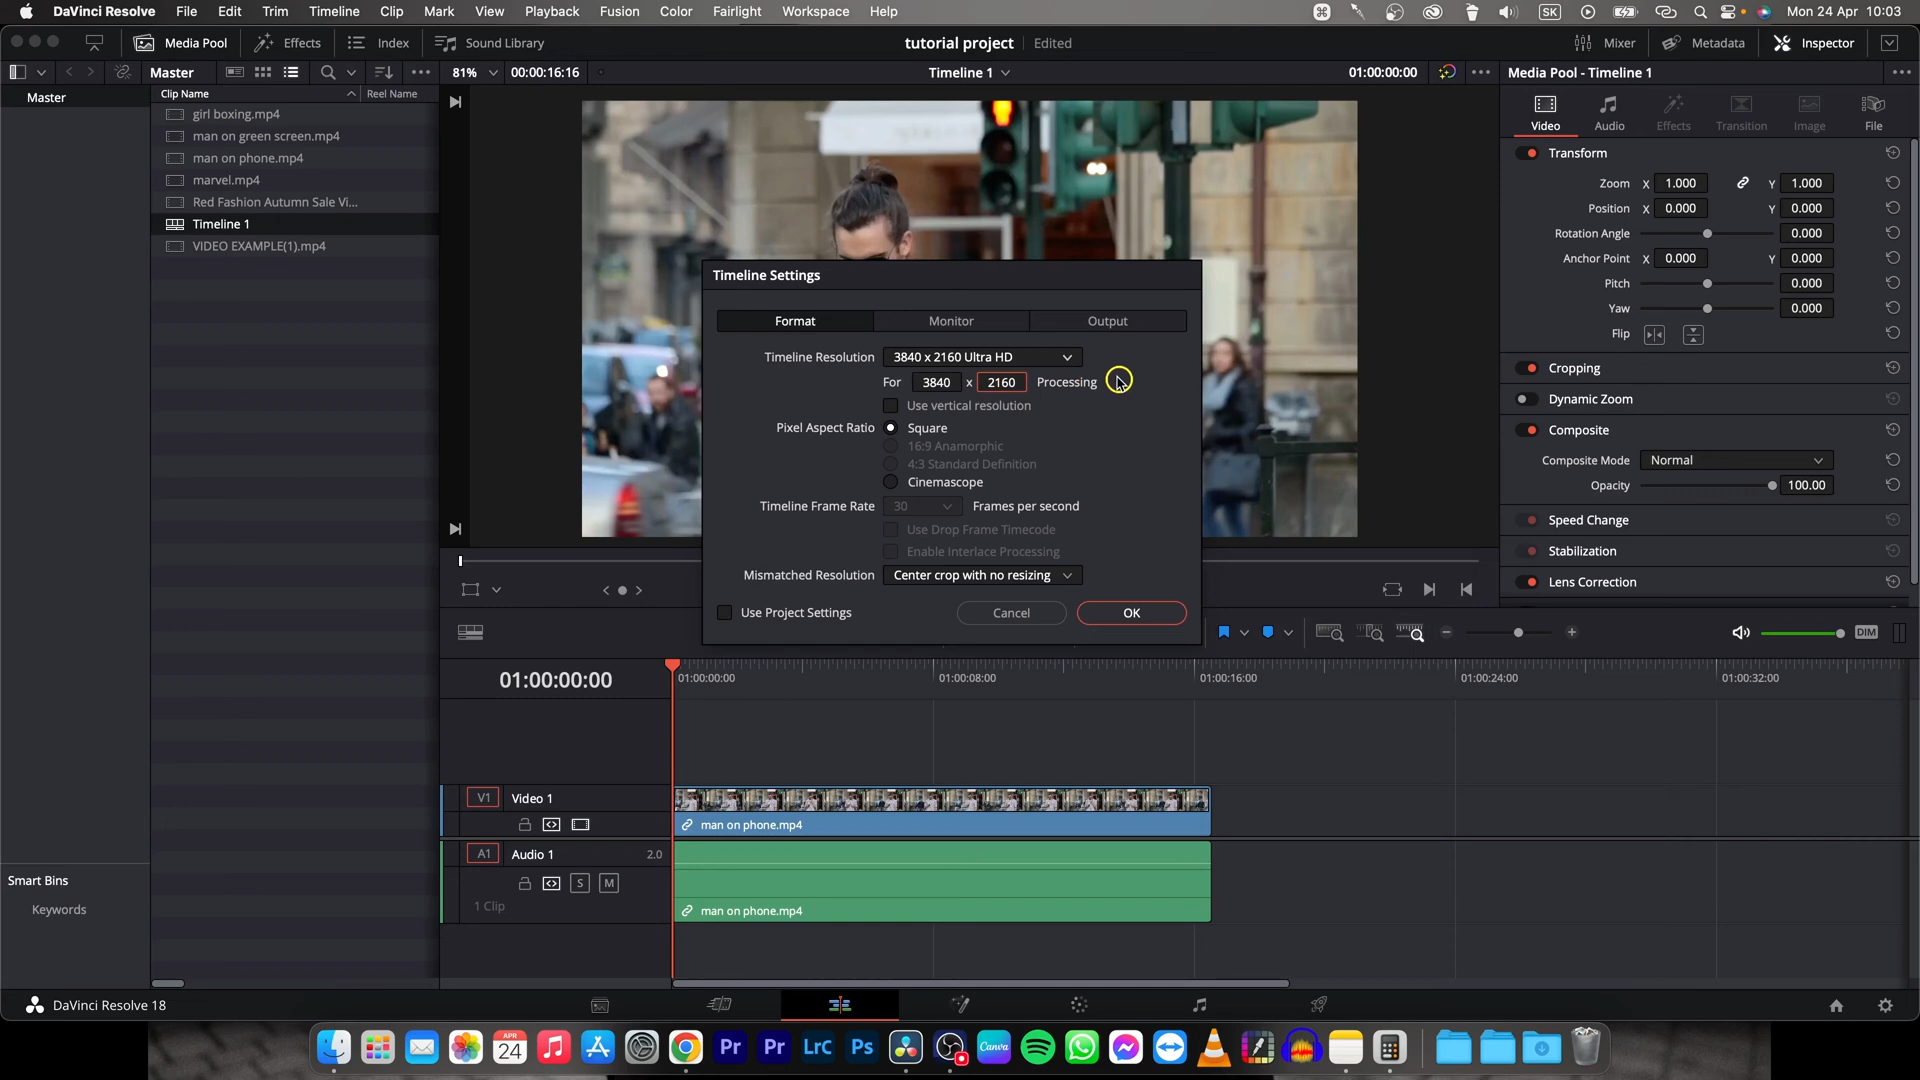 DaVinci Resolve File Edit Trim Timeline Clip Mark View Playback Fusion Color Fairlight Workspace Help SK Mon 24 Apr 10:03
Media Pool Effects Index Sound Library tutorial project Edited Mixer Metadata Inspector
Master 81% 00:00:16:16 Timeline 1 01:00:00:00 Media Pool - Timeline 1
Master
Clip Name Reel Name
girl boxing.mp4
man on green screen.mp4
man on phone.mp4
marvel.mp4
Red Fashion Autumn Sale Vi...
Timeline 1
VIDEO EXAMPLE(1).mp4
Video Audio Effects Transition Image File
Transform
Zoom X 1.000 Y 1.000
Position X 0.000 Y 0.000
Rotation Angle 0.000
Anchor Point X 0.000 Y 0.000
Pitch 0.000
Yaw 0.000
Flip
Cropping
Dynamic Zoom
Composite
Composite Mode Normal
Opacity 100.00
Speed Change
Stabilization
Lens Correction
Timeline Settings
Format Monitor Output
Timeline Resolution 3840 x 2160 Ultra HD
For 3840 x 2160 Processing
Use vertical resolution
Pixel Aspect Ratio Square
16:9 Anamorphic
4:3 Standard Definition
Cinemascope
Timeline Frame Rate 30 Frames per second
Use Drop Frame Timecode
Enable Interlace Processing
Mismatched Resolution Center crop with no resizing
Use Project Settings Cancel OK
DIM
01:00:00:00 01:00:00:00 01:00:08:00 01:00:16:00 01:00:24:00 01:00:32:00
V1 Video 1
man on phone.mp4
A1 Audio 1 2.0
S M
1 Clip
man on phone.mp4
Smart Bins
Keywords
DaVinci Resolve 18
APR 24 Pr Pr LrC Ps Canva